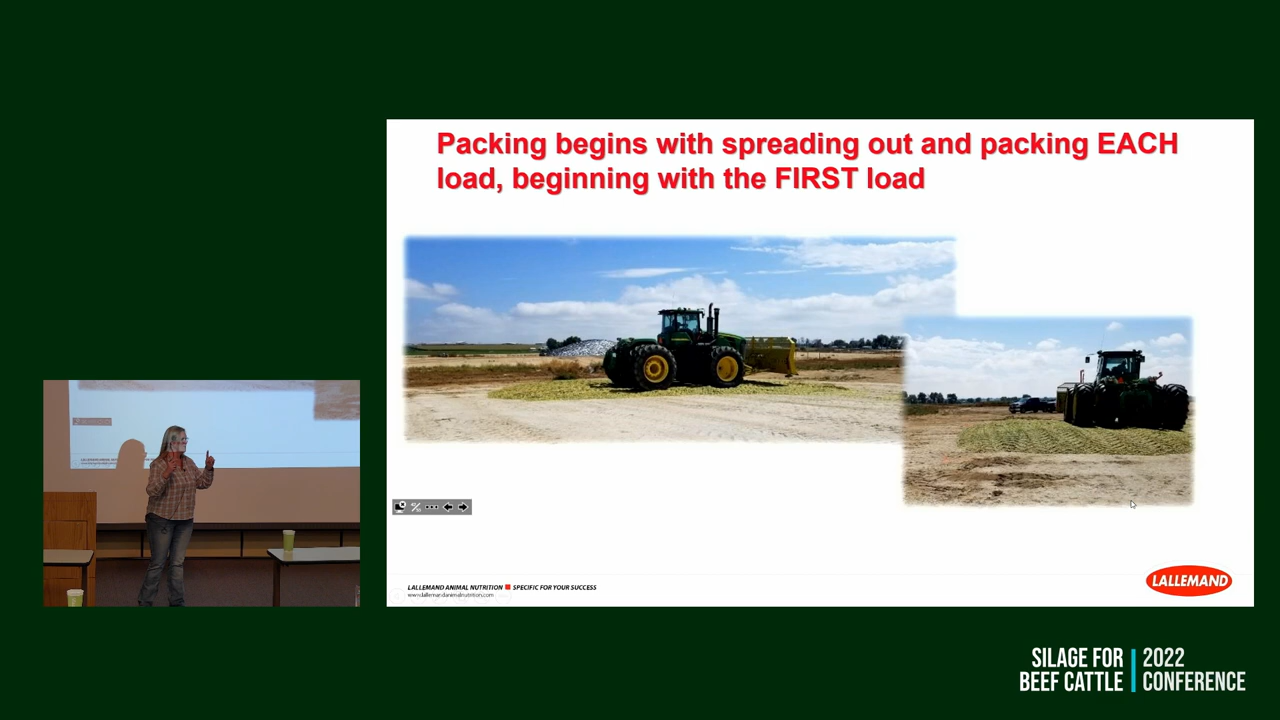 Packing begins with spreading out and packing EACH
load, beginning with the FIRST load
LALLEMAND ANIMAL NUTRITION SPECIFIC FOR YOUR SUCCESS
www.lallemandanimalnutrition.com
LALLEMAND
SILAGE FOR
BEEF CATTLE
2022
CONFERENCE